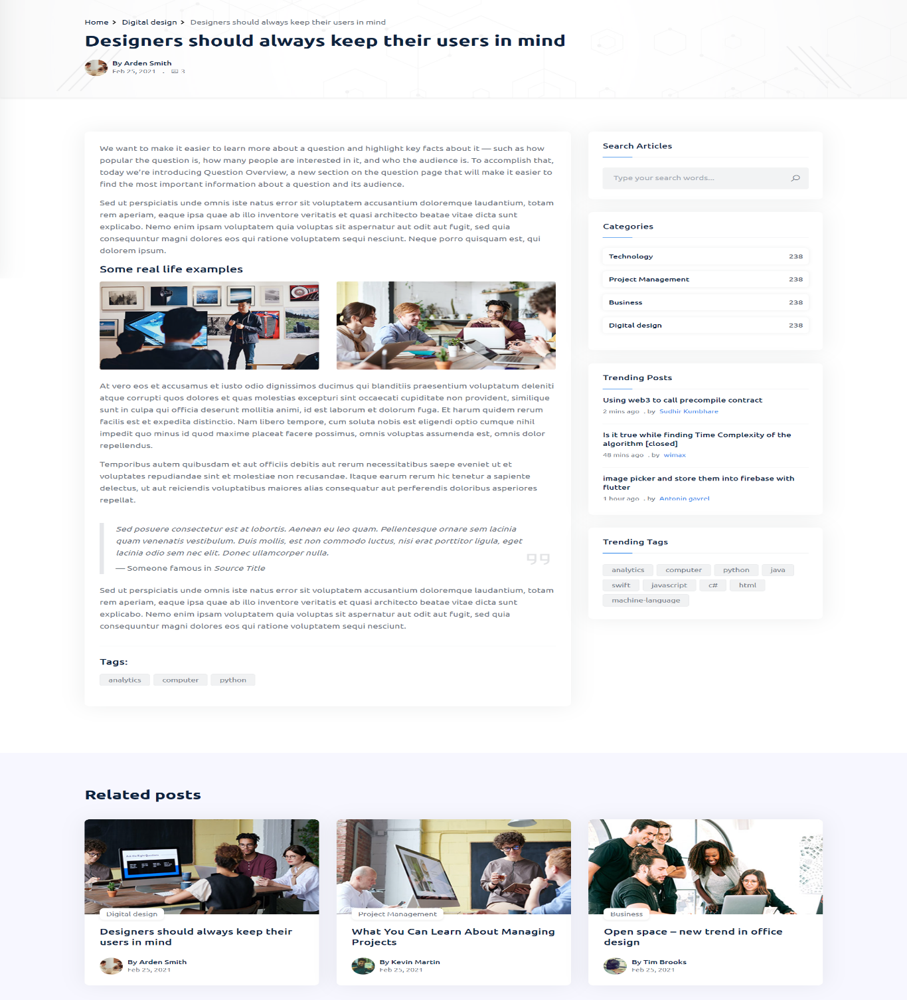 Home > Digital design > Designers should always keep their users in mind
Designers should always keep their users in mind
By Arden Smith
Feb 25, 2021 . 3
We want to make it easier to learn more about a question and highlight key facts about it — such as how
popular the question is, how many people are interested in it, and who the audience is. To accomplish that,
today we're introducing Question Overview, a new section on the question page that will make it easier to
find the most important information about a question and its audience.
Sed ut perspiciatis unde omnis iste natus error sit voluptatem accusantium doloremque laudantium, totam
rem aperiam, eaque ipsa quae ab illo inventore veritatis et quasi architecto beatae vitae dicta sunt
explicabo. Nemo enim ipsam voluptatem quia voluptas sit aspernatur aut odit aut fugit, sed quia
consequuntur magni dolores eos qui ratione voluptatem sequi nesciunt. Neque porro quisquam est, qui
dolorem ipsum.
Some real life examples
At vero eos et accusamus et iusto odio dignissimos ducimus qui blanditiis praesentium voluptatum deleniti
atque corrupti quos dolores et quas molestias excepturi sint occaecati cupiditate non provident, similique
sunt in culpa qui officia deserunt mollitia animi, id est laborum et dolorum fuga. Et harum quidem rerum
facilis est et expedita distinctio. Nam libero tempore, cum soluta nobis est eligendi optio cumque nihil
impedit quo minus id quod maxime placeat facere possimus, omnis voluptas assumenda est, omnis dolor
repellendus.
Temporibus autem quibusdam et aut officiis debitis aut rerum necessitatibus saepe eveniet ut et
voluptates repudiandae sint et molestiae non recusandae. Itaque earum rerum hic tenetur a sapiente
delectus, ut aut reiciendis voluptatibus maiores alias consequatur aut perferendis doloribus asperiores
repellat.
Sed posuere consectetur est at lobortis. Aenean eu leo quam. Pellentesque ornare sem lacinia
quam venenatis vestibulum. Duis mollis, est non commodo luctus, nisi erat porttitor ligula, eget
lacinia odio sem nec elit. Donec ullamcorper nulla.
— Someone famous in Source Title
Sed ut perspiciatis unde omnis iste natus error sit voluptatem accusantium doloremque laudantium, totam
rem aperiam, eaque ipsa quae ab illo inventore veritatis et quasi architecto beatae vitae dicta sunt
explicabo. Nemo enim ipsam voluptatem quia voluptas sit aspernatur aut odit aut fugit, sed quia
consequuntur magni dolores eos qui ratione voluptatem sequi nesciunt.
Tags:
analytics computer python
Search Articles
Type your search words...
Categories
Technology 238
Project Management 238
Business 238
Digital design 238
Trending Posts
Using web3 to call precompile contract
2 mins ago . by Sudhir Kumbhare
Is it true while finding Time Complexity of the
algorithm [closed]
48 mins ago . by wimax
image picker and store them into firebase with
flutter
1 hour ago . by Antonin gavrel
Trending Tags
analytics computer python java
swift javascript c# html
machine-language
Related posts
Ask the Right Questions
Digital design
Designers should always keep their
users in mind
By Arden Smith
Feb 25, 2021
Project Management
What You Can Learn About Managing
Projects
By Kevin Martin
Feb 25, 2021
Business
Open space – new trend in office
design
By Tim Brooks
Feb 25, 2021